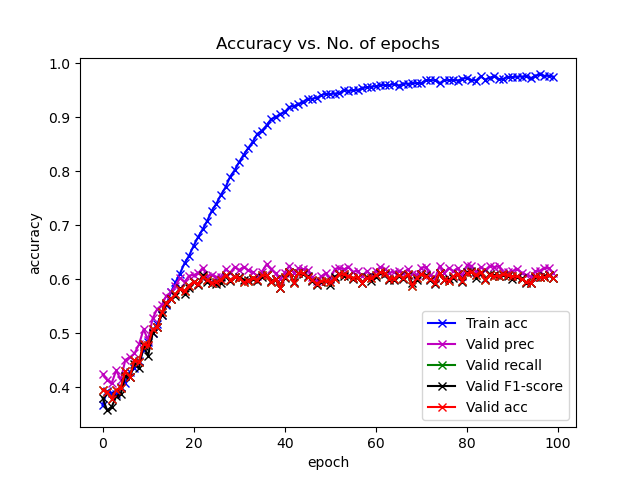 Accuracy vs. No. of epochs
1.0
0.9
0.8
0.7
0.6
0.5
0.4
accuracy
0 20 40 60 80 100
epoch
Train acc
Valid prec
Valid recall
Valid F1-score
Valid acc